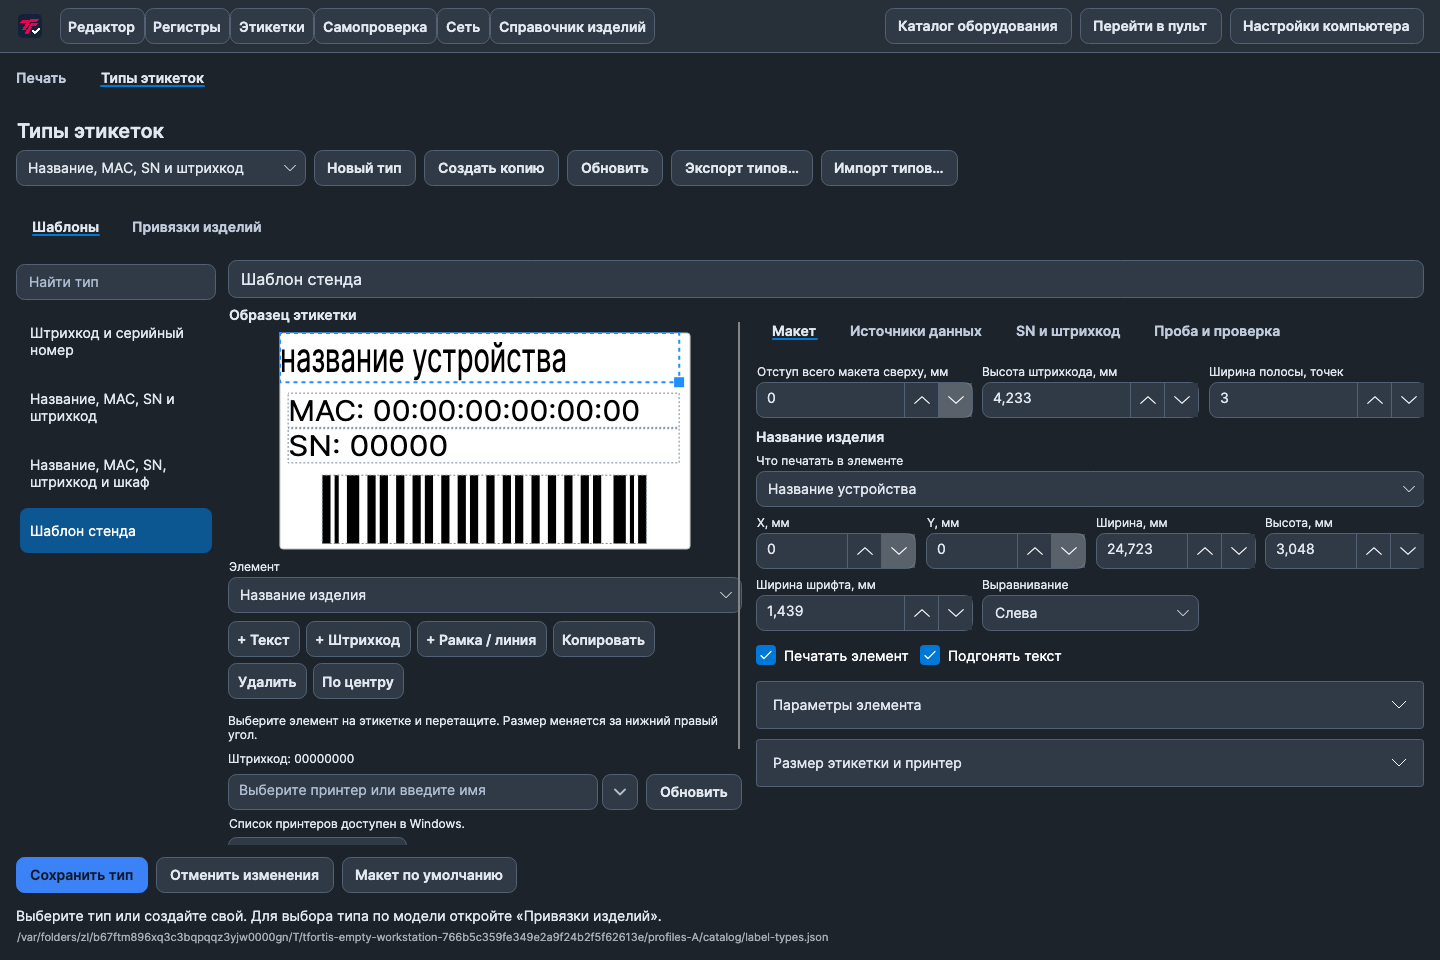 Редактор Регистры Этикетки Самопроверка Сеть Справочник изделий Каталог оборудования Перейти в пульт Настройки компьютера
Печать Типы этикеток
Типы этикеток
Название, MAC, SN и штрихкод Новый тип Создать копию Обновить Экспорт типов... Импорт типов...
Шаблоны Привязки изделий
Найти тип
Штрихкод и серийный номер
Название, MAC, SN и штрихкод
Название, MAC, SN, штрихкод и шкаф
Шаблон стенда
Шаблон стенда
Образец этикетки
название устройства
MAC: 00:00:00:00:00:00
SN: 00000
Элемент
Название изделия
+ Текст + Штрихкод + Рамка / линия Копировать
Удалить По центру
Выберите элемент на этикетке и перетащите. Размер меняется за нижний правый
угол.
Штрихкод: 00000000
Выберите принтер или введите имя Обновить
Список принтеров доступен в Windows.
Макет Источники данных SN и штрихкод Проба и проверка
Отступ всего макета сверху, мм Высота штрихкода, мм Ширина полосы, точек
0 4,233 3
Название изделия
Что печатать в элементе
Название устройства
X, мм Y, мм Ширина, мм Высота, мм
0 0 24,723 3,048
Ширина шрифта, мм Выравнивание
1,439 Слева
Печатать элемент Подгонять текст
Параметры элемента
Размер этикетки и принтер
Сохранить тип Отменить изменения Макет по умолчанию
Выберите тип или создайте свой. Для выбора типа по модели откройте «Привязки изделий».
/var/folders/zl/b67ftm896xq3c3bqpqqz3yjw0000gn/T/tfortis-empty-workstation-766b5c359fe349e2a9f24b2f5f62613e/profiles-A/catalog/label-types.json